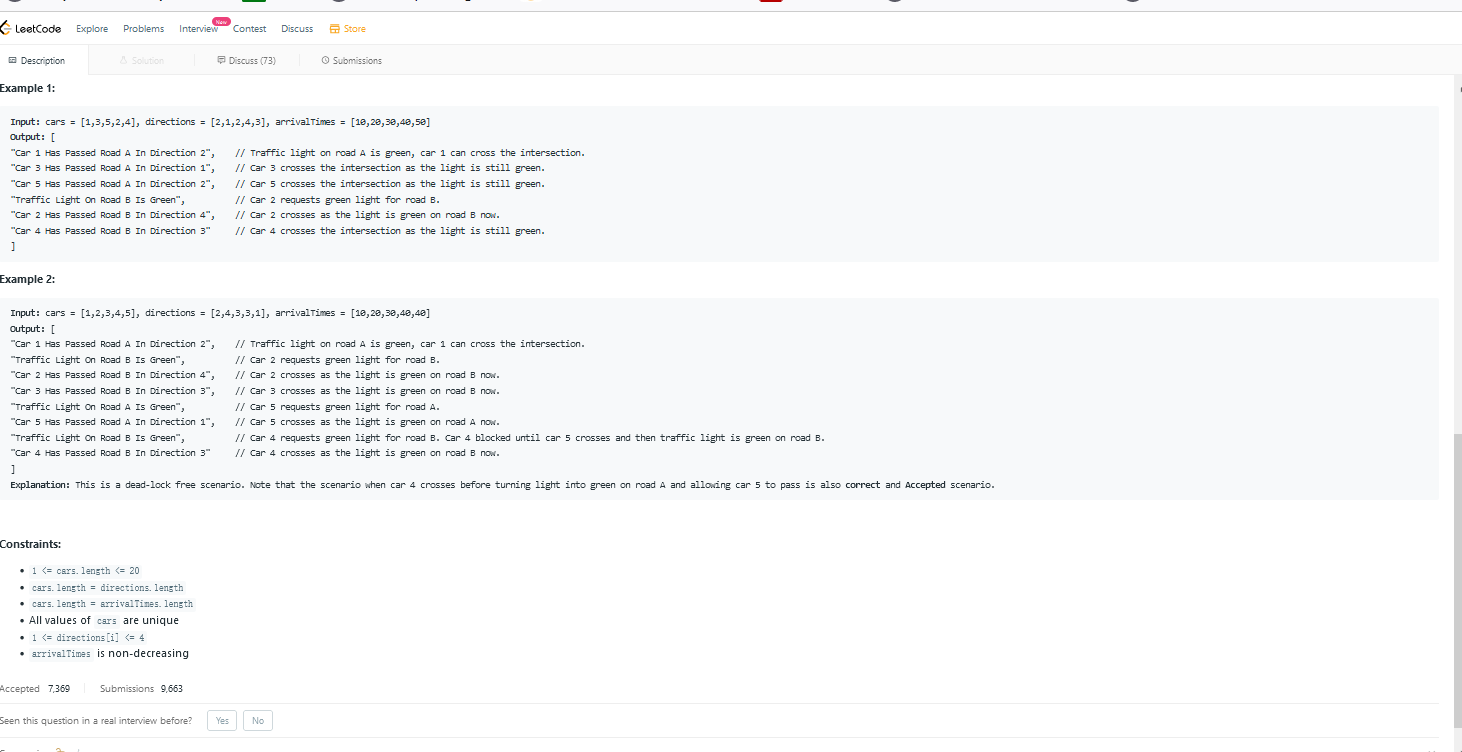 LeetCode Explore Problems Interview New Contest Discuss Store
Description Solution Discuss (73) Submissions
Example 1:
Input: cars = [1,3,5,2,4], directions = [2,1,2,4,3], arrivalTimes = [10,20,30,40,50]
Output: [
"Car 1 Has Passed Road A In Direction 2",    // Traffic light on road A is green, car 1 can cross the intersection.
"Car 3 Has Passed Road A In Direction 1",    // Car 3 crosses the intersection as the light is still green.
"Car 5 Has Passed Road A In Direction 2",    // Car 5 crosses the intersection as the light is still green.
"Traffic Light On Road B Is Green",          // Car 2 requests green light for road B.
"Car 2 Has Passed Road B In Direction 4",    // Car 2 crosses as the light is green on road B now.
"Car 4 Has Passed Road B In Direction 3"     // Car 4 crosses the intersection as the light is still green.
]
Example 2:
Input: cars = [1,2,3,4,5], directions = [2,4,3,3,1], arrivalTimes = [10,20,30,40,40]
Output: [
"Car 1 Has Passed Road A In Direction 2",    // Traffic light on road A is green, car 1 can cross the intersection.
"Traffic Light On Road B Is Green",          // Car 2 requests green light for road B.
"Car 2 Has Passed Road B In Direction 4",    // Car 2 crosses as the light is green on road B now.
"Car 3 Has Passed Road B In Direction 3",    // Car 3 crosses as the light is green on road B now.
"Traffic Light On Road A Is Green",          // Car 5 requests green light for road A.
"Car 5 Has Passed Road A In Direction 1",    // Car 5 crosses as the light is green on road A now.
"Traffic Light On Road B Is Green",          // Car 4 requests green light for road B. Car 4 blocked until car 5 crosses and then traffic light is green on road B.
"Car 4 Has Passed Road B In Direction 3"     // Car 4 crosses as the light is green on road B now.
]
Explanation: This is a dead-lock free scenario. Note that the scenario when car 4 crosses before turning light into green on road A and allowing car 5 to pass is also correct and Accepted scenario.
Constraints:
• 1 <= cars.length <= 20
• cars.length = directions.length
• cars.length = arrivalTimes.length
• All values of cars are unique
• 1 <= directions[i] <= 4
• arrivalTimes is non-decreasing
Accepted 7,369 Submissions 9,663
Seen this question in a real interview before? Yes No